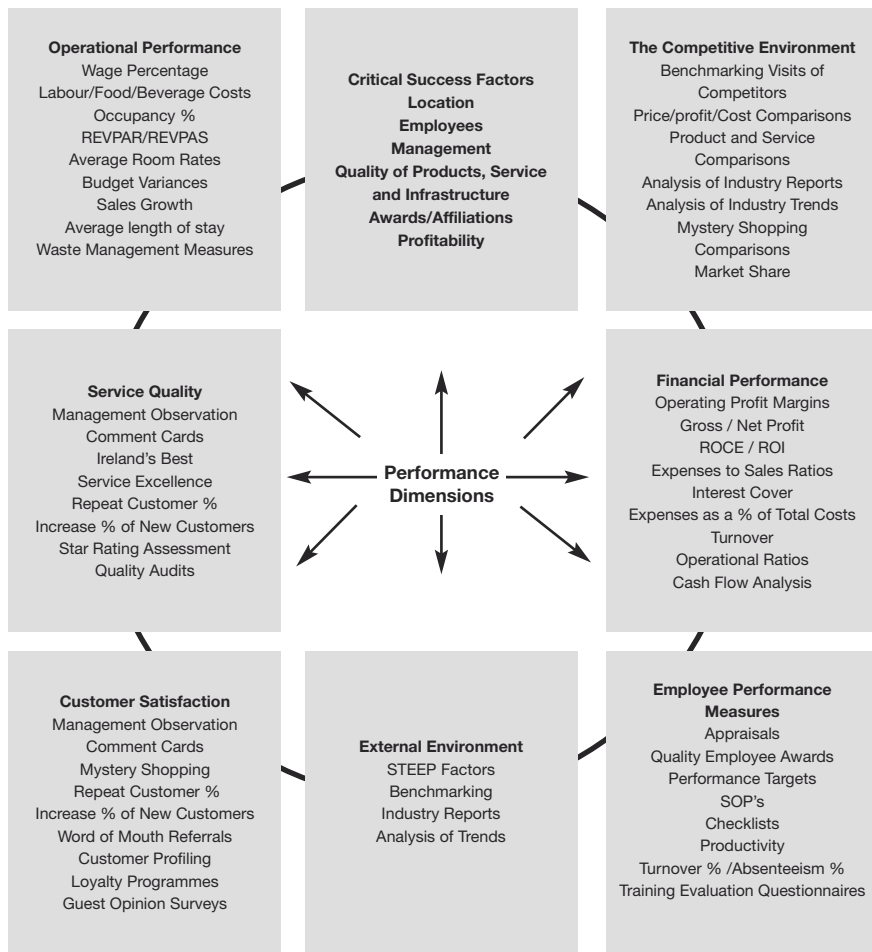 Operational Performance
Wage Percentage
Labour/Food/Beverage Costs
Occupancy %
REVPAR/REVPAS
Average Room Rates
Budget Variances
Sales Growth
Average length of stay
Waste Management Measures
Critical Success Factors
Location
Employees
Management
Quality of Products, Service
and Infrastructure
Awards/Affiliations
Profitability
The Competitive Environment
Benchmarking Visits of
Competitors
Price/profit/Cost Comparisons
Product and Service
Comparisons
Analysis of Industry Reports
Analysis of Industry Trends
Mystery Shopping
Comparisons
Market Share
Service Quality
Management Observation
Comment Cards
Ireland's Best
Service Excellence
Repeat Customer %
Increase % of New Customers
Star Rating Assessment
Quality Audits
Performance
Dimensions
Financial Performance
Operating Profit Margins
Gross / Net Profit
ROCE / ROI
Expenses to Sales Ratios
Interest Cover
Expenses as a % of Total Costs
Turnover
Operational Ratios
Cash Flow Analysis
Customer Satisfaction
Management Observation
Comment Cards
Mystery Shopping
Repeat Customer %
Increase % of New Customers
Word of Mouth Referrals
Customer Profiling
Loyalty Programmes
Guest Opinion Surveys
External Environment
STEEP Factors
Benchmarking
Industry Reports
Analysis of Trends
Employee Performance
Measures
Appraisals
Quality Employee Awards
Performance Targets
SOP's
Checklists
Productivity
Turnover % /Absenteeism %
Training Evaluation Questionnaires